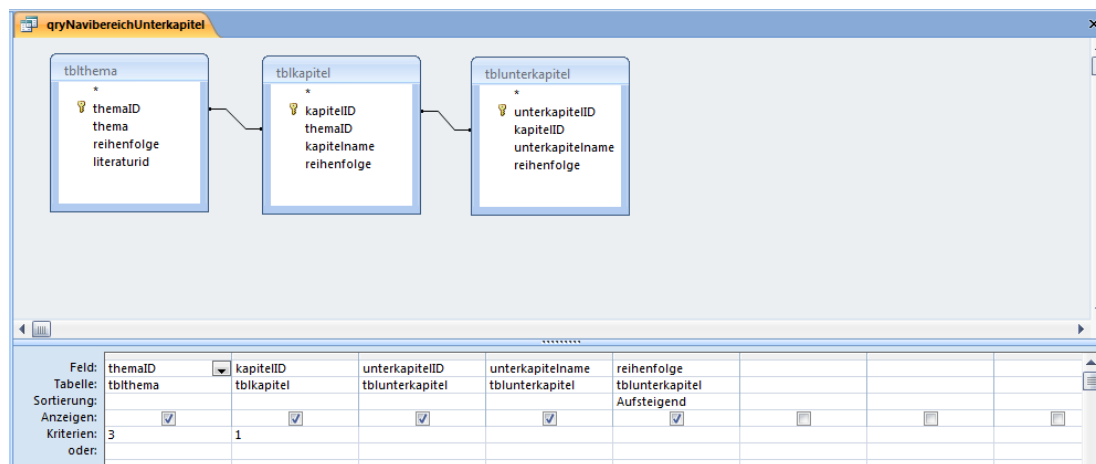 qryNavibereichUnterkapitel
tblthema
*
themaID
thema
reihenfolge
literaturid
tblkapitel
*
kapitelID
themaID
kapitelname
reihenfolge
tblunterkapitel
*
unterkapitelID
kapitelID
unterkapitelname
reihenfolge
Feld: themaID kapitelID unterkapitelID unterkapitelname reihenfolge
Tabelle: tblthema tblkapitel tblunterkapitel tblunterkapitel tblunterkapitel
Sortierung: Aufsteigend
Anzeigen:
Kriterien: 3 1
oder: